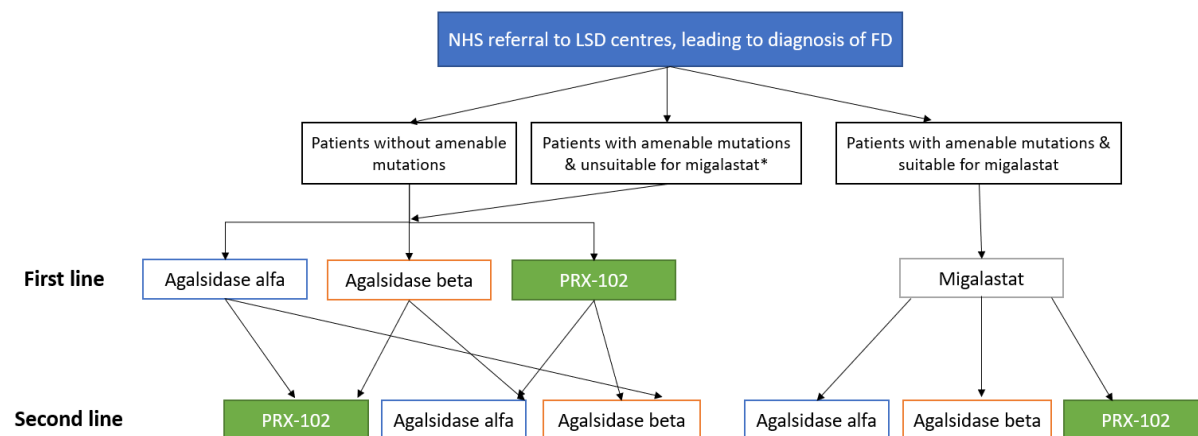 NHS referral to LSD centres, leading to diagnosis of FD
Patients without amenable
mutations
Patients with amenable mutations
& unsuitable for migalastat*
Patients with amenable mutations &
suitable for migalastat
First line
Agalsidase alfa
Agalsidase beta
PRX-102
Migalastat
Second line
PRX-102
Agalsidase alfa
Agalsidase beta
Agalsidase alfa
Agalsidase beta
PRX-102